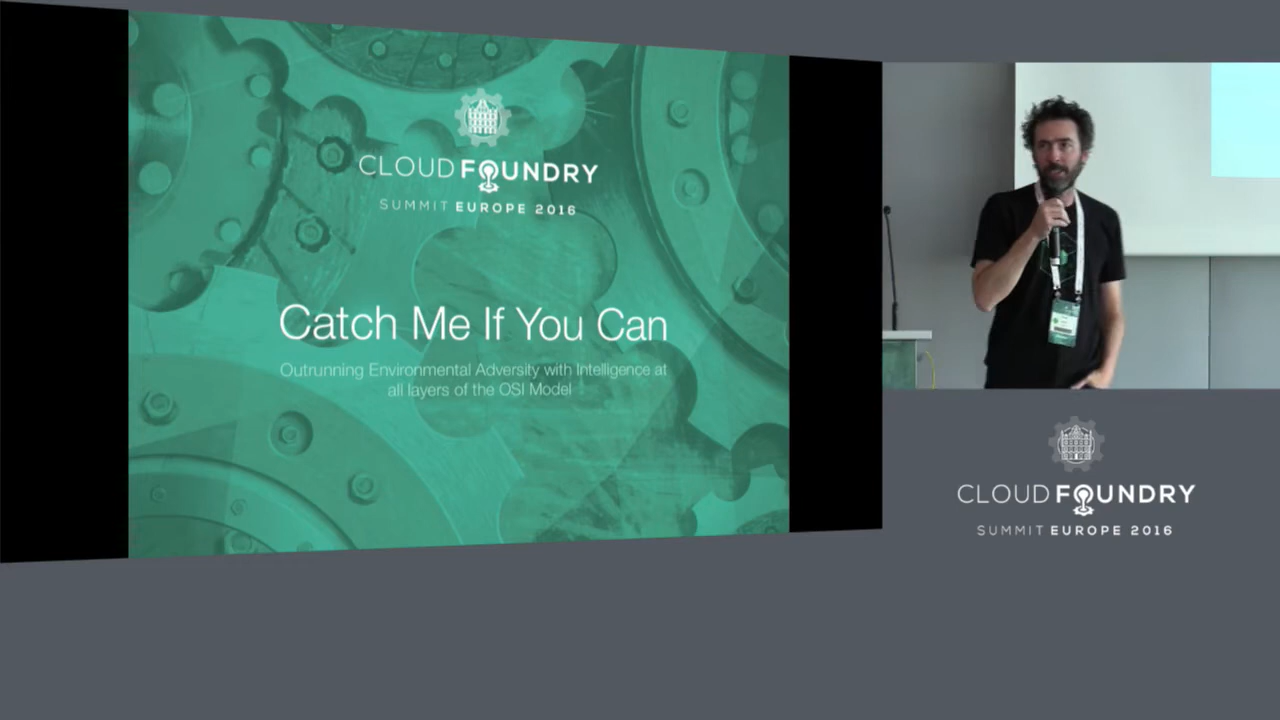 CLOUD FOUNDRY
SUMMIT EUROPE 2016
Catch Me If You Can
Outrunning Environmental Adversity with Intelligence at
all layers of the OSI Model
CLOUD FOUNDRY
SUMMIT EUROPE 2016